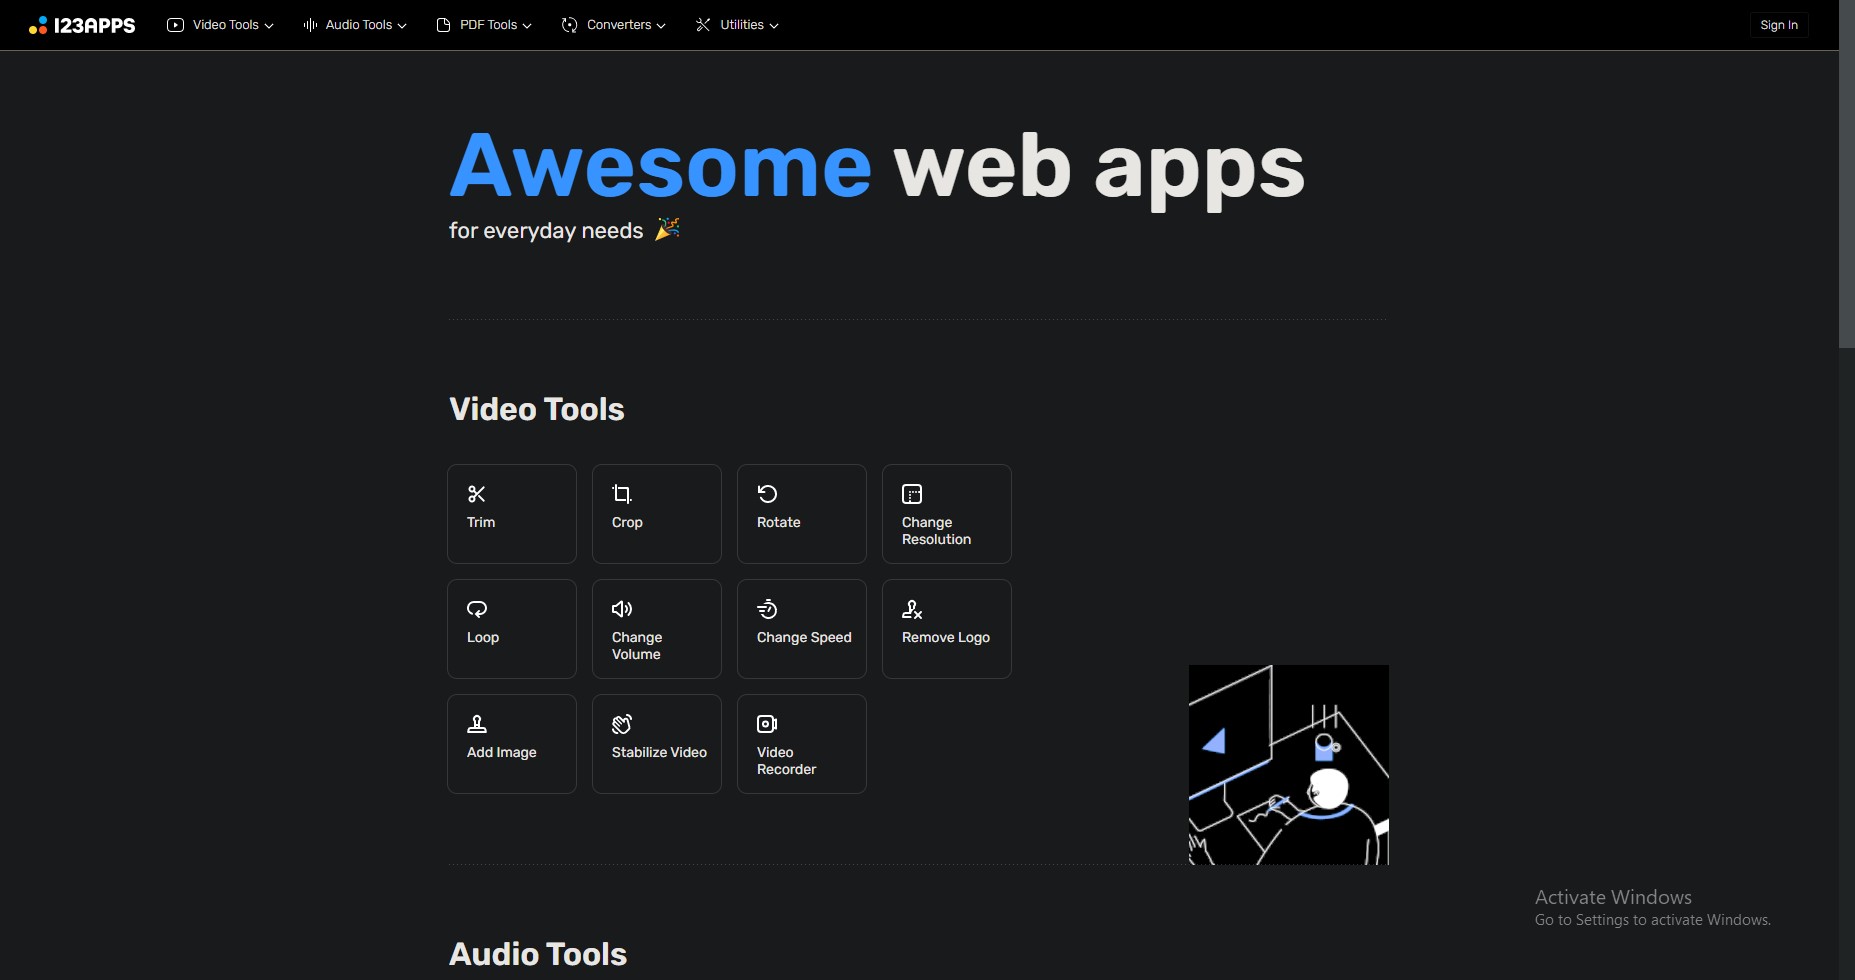 123APPS
Video Tools
Audio Tools
PDF Tools
Converters
Utilities
Sign In
Awesome web apps
for everyday needs
Video Tools
Trim
Crop
Rotate
Change
Resolution
Loop
Change
Volume
Change Speed
Remove Logo
Add Image
Stabilize Video
Video
Recorder
Activate Windows
Go to Settings to activate Windows.
Audio Tools